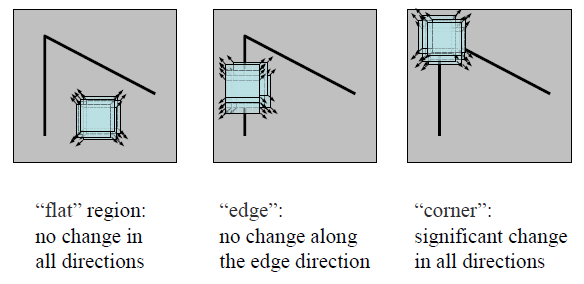 “flat” region:
no change in
all directions
“edge”:
no change along
the edge direction
“corner”:
significant change
in all directions